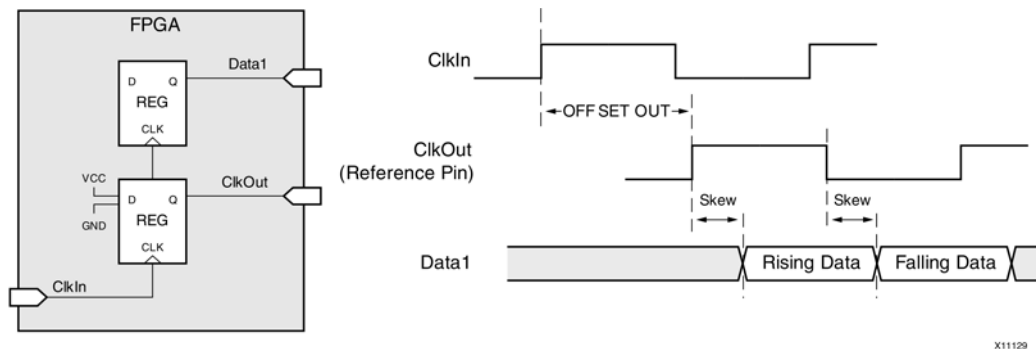 FPGA
Data1
D Q
REG
CLK
ClkOut
VCC
D Q
GND
REG
CLK
ClkIn
ClkIn
OFFSET OUT
ClkOut
(Reference Pin)
Skew
Skew
Data1
Rising Data
Falling Data
X11129